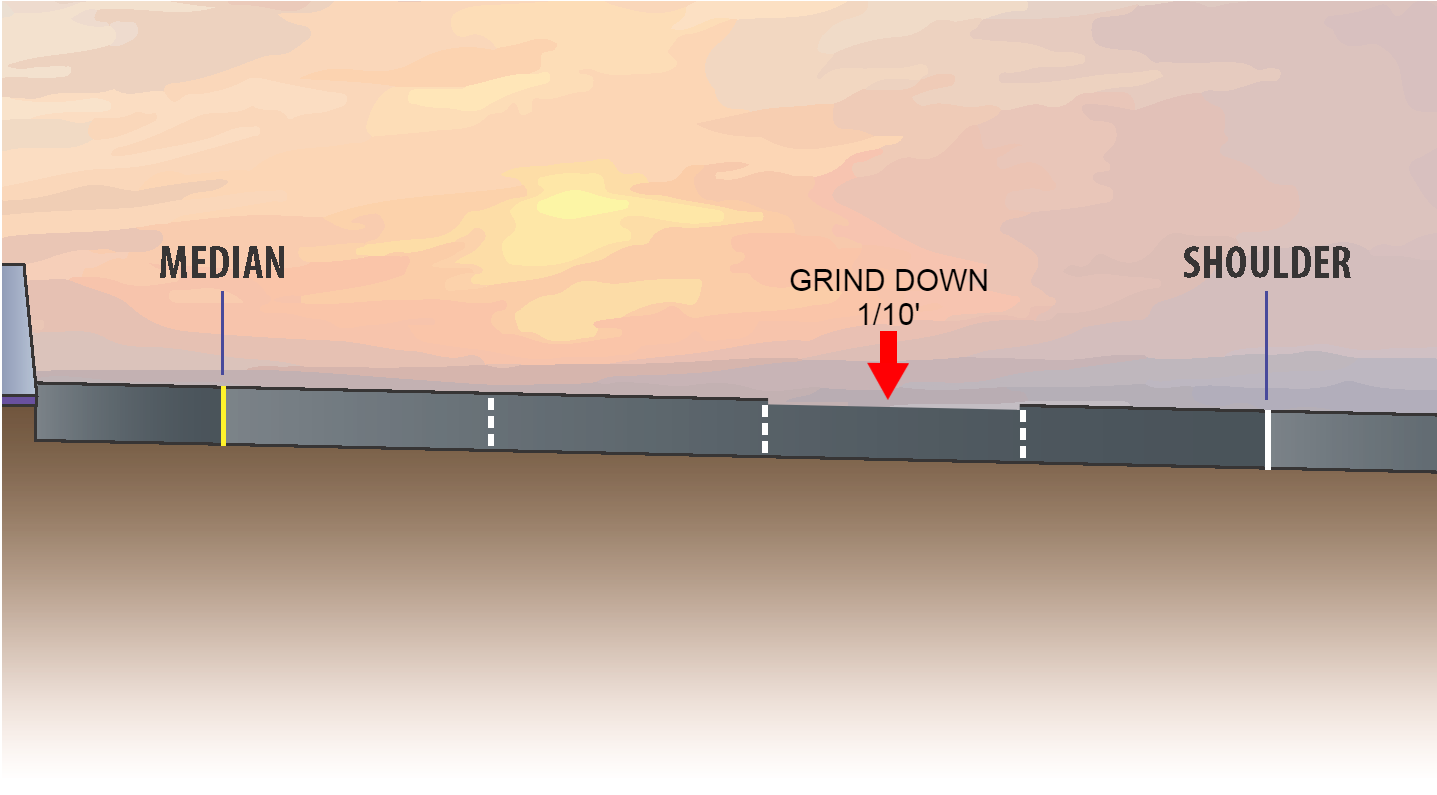 MEDIAN
GRIND DOWN
1/10'
SHOULDER